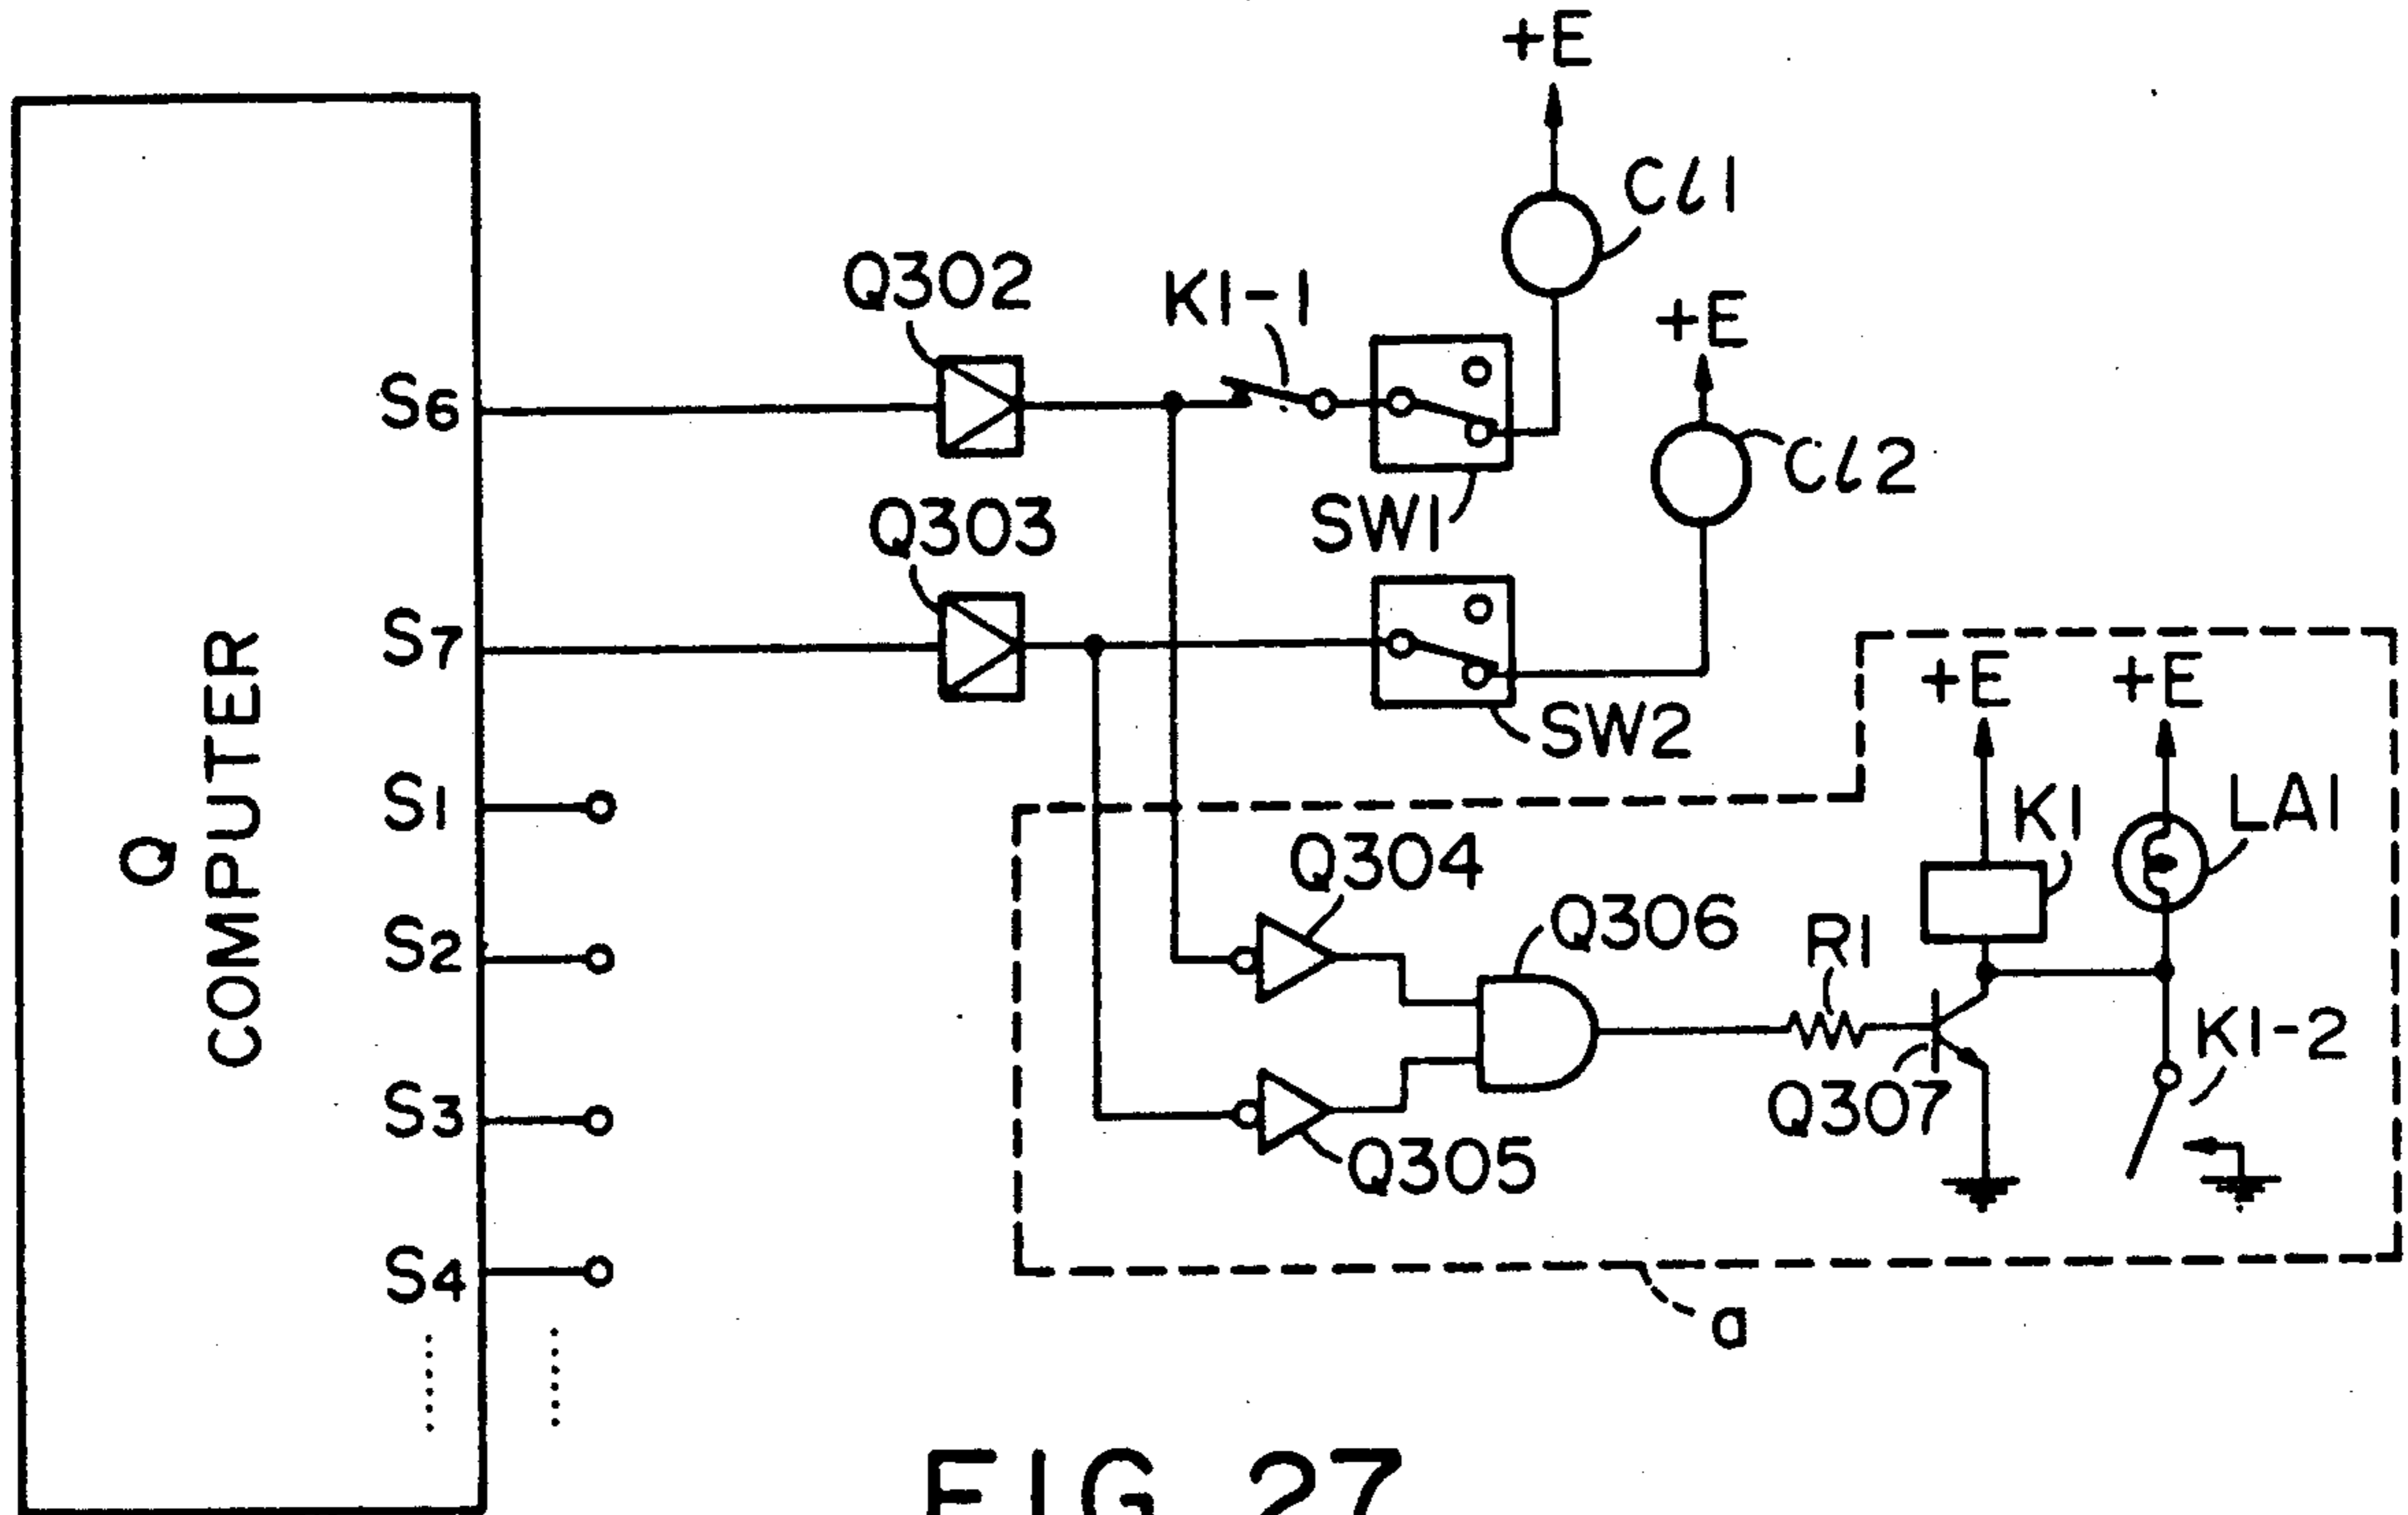 +E
Cl1
Q302
K1-1
+E
S6
Cl2
Q303
SW1
S7
SW2
+E
+E
Q
COMPUTER
S1
K1
LA1
Q304
Q306
R1
S2
K1-2
Q307
S3
Q305
S4
a
FIG. 27